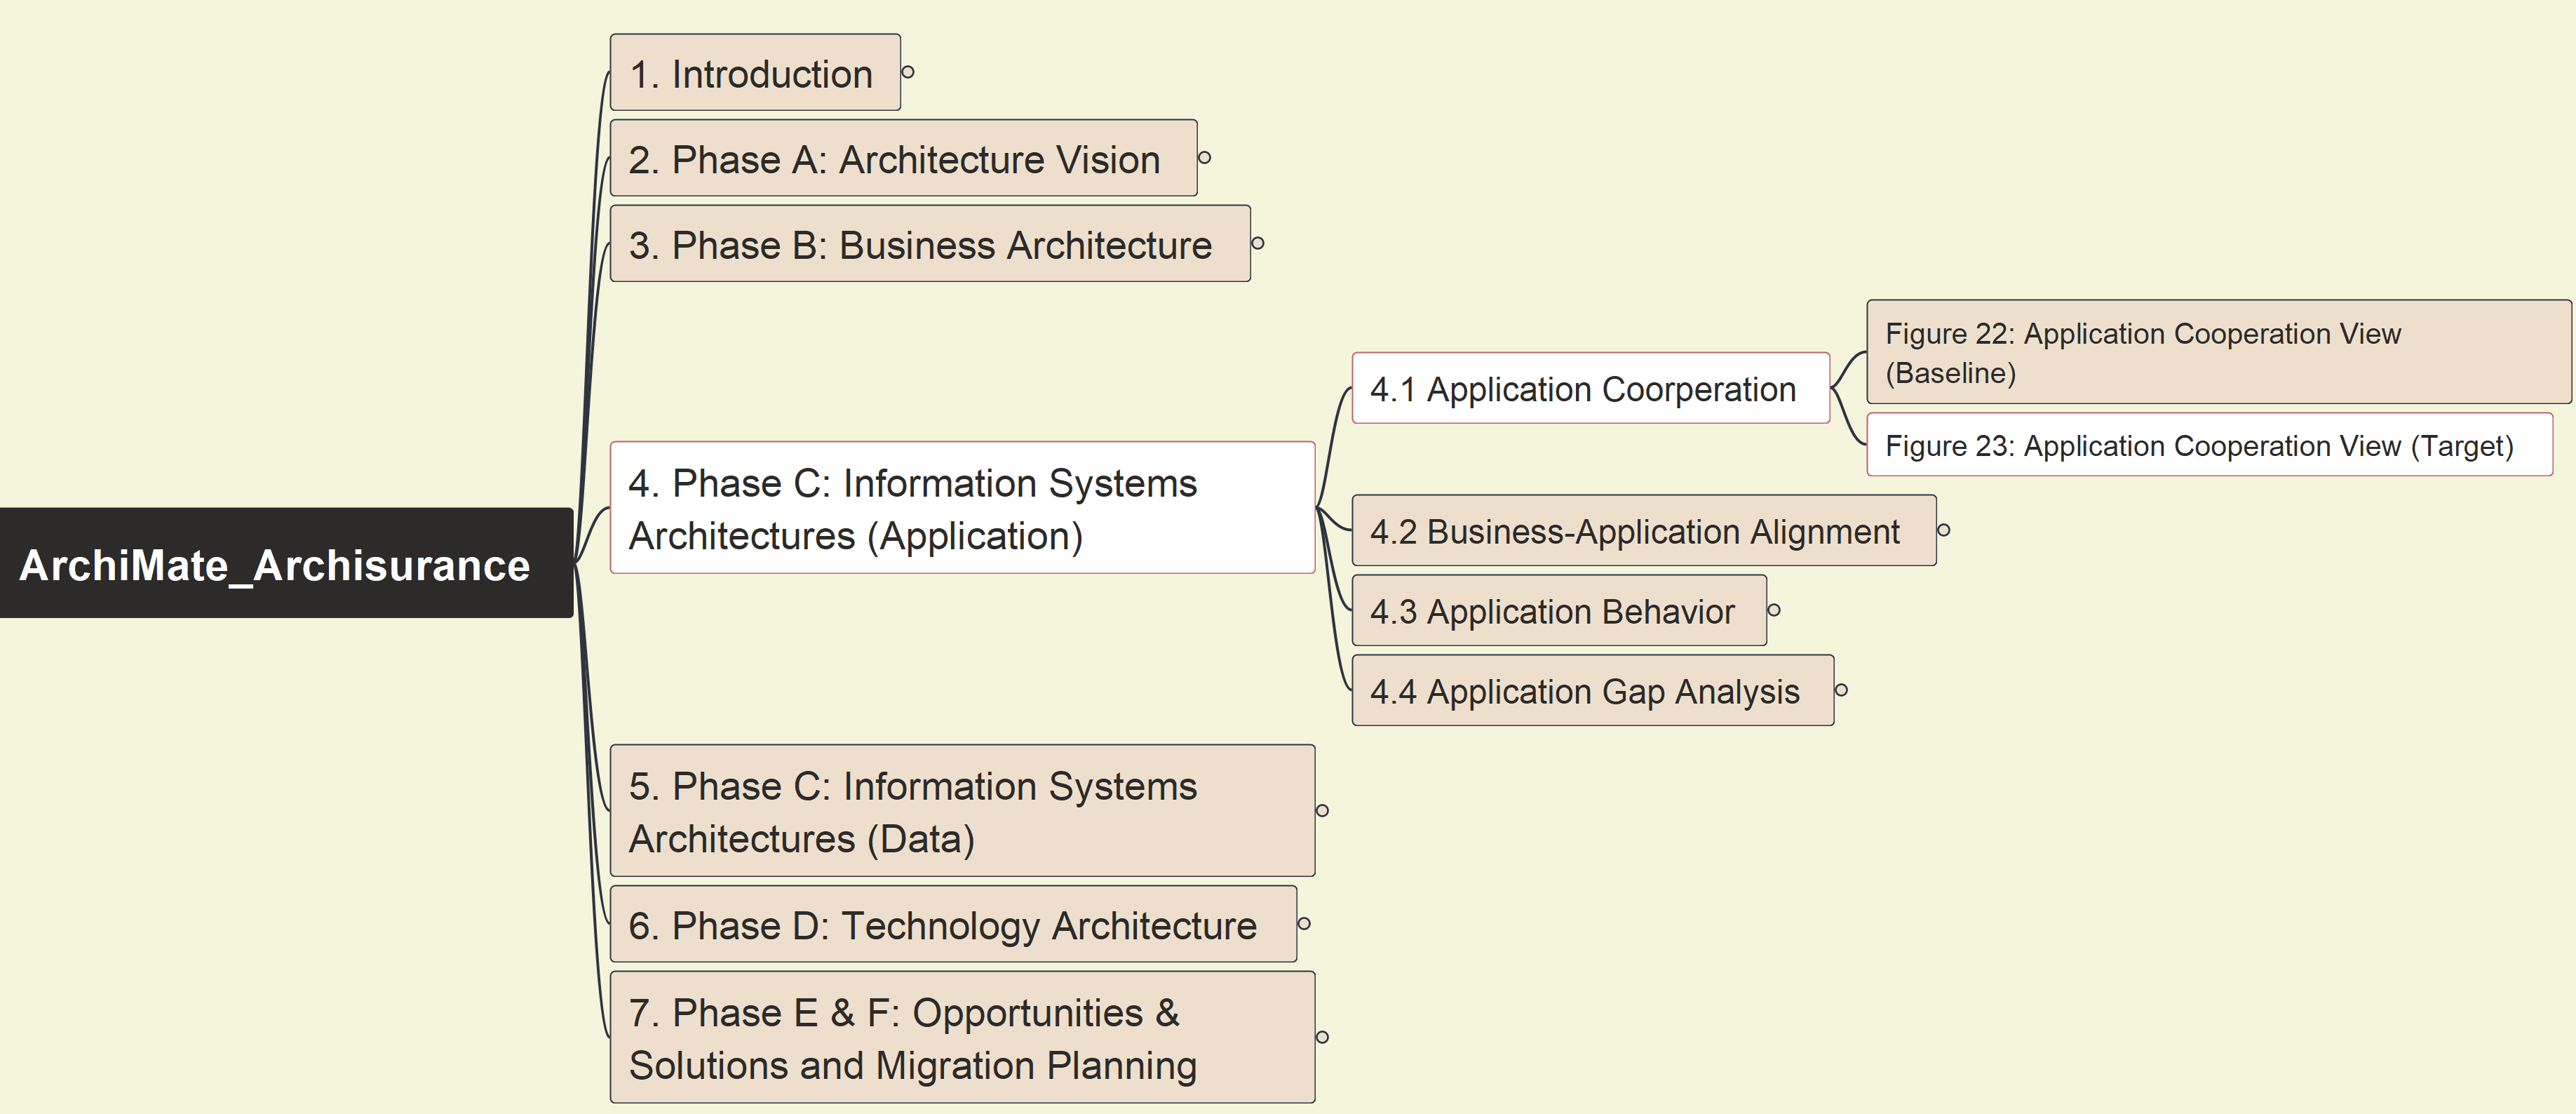 1. Introduction
2. Phase A: Architecture Vision
3. Phase B: Business Architecture
Figure 22: Application Cooperation View
(Baseline)
4.1 Application Coorperation
Figure 23: Application Cooperation View (Target)
4. Phase C: Information Systems
Architectures (Application)
4.2 Business-Application Alignment
4.3 Application Behavior
4.4 Application Gap Analysis
ArchiMate_Archisurance
5. Phase C: Information Systems
Architectures (Data)
6. Phase D: Technology Architecture
7. Phase E & F: Opportunities &
Solutions and Migration Planning